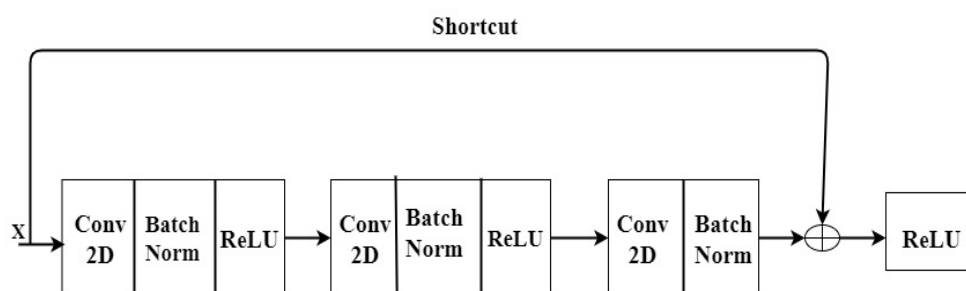 Shortcut
X
Conv
2D
Batch
Norm
ReLU
Conv
2D
Batch
Norm
ReLU
Conv
2D
Batch
Norm
ReLU